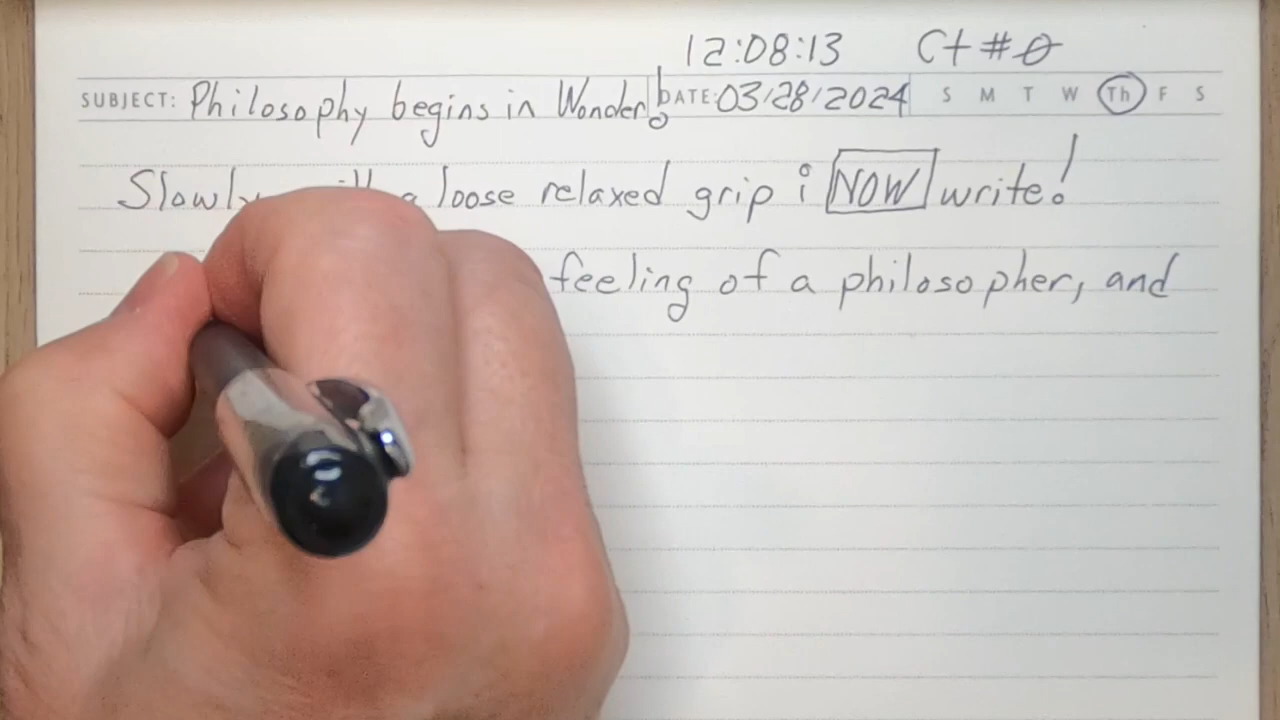 12:08:13 Ct #0
SUBJECT: Philosophy begins in Wonder! DATE: 03/28/2024 S M T W Th F S
Slowly a loose relaxed grip i NOW write!
feeling of a philosopher, and